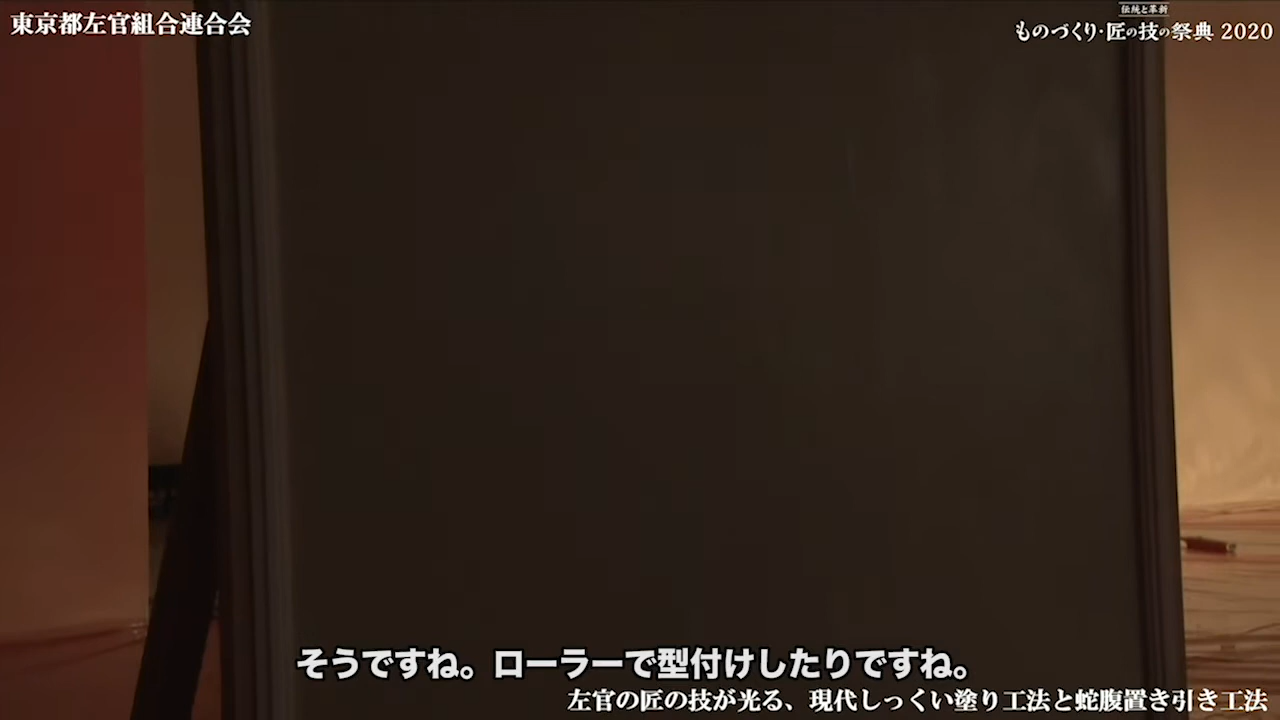 東京都左官組合連合会
伝統と革新
ものづくり・匠の技の祭典 2020
そうですね。ローラーで型付けしたりですね。
左官の匠の技が光る、現代しっくい塗り工法と蛇腹置き引き工法